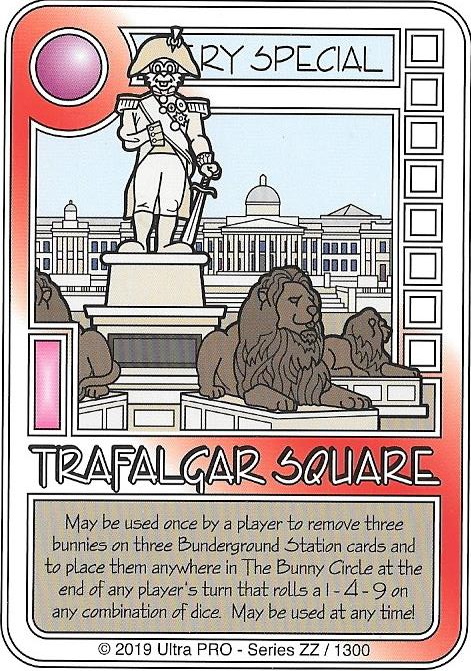 RY SPECIAL
TRAFALGAR SQUARE
May be used once by a player to remove three
bunnies on three Bunderground Station cards and
to place them anywhere in The Bunny Circle at the
end of any player's turn that rolls a 1 - 4 - 9 on
any combination of dice. May be used at any time!
© 2019 Ultra PRO - Series ZZ / 1300